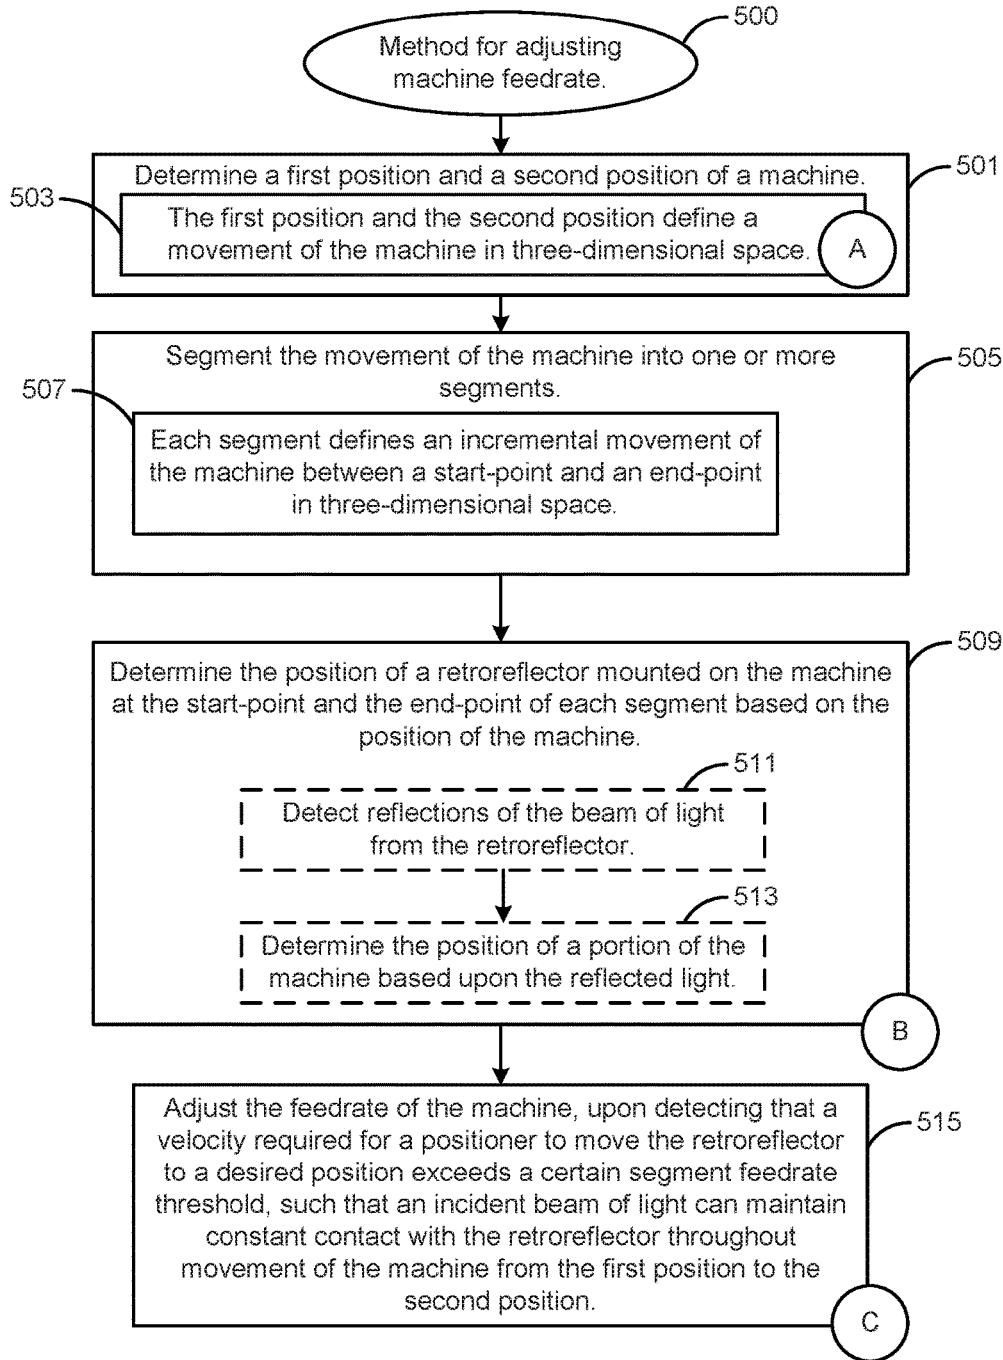 500
Method for adjusting
machine feedrate.
501
Determine a first position and a second position of a machine.
503
The first position and the second position define a
movement of the machine in three-dimensional space.
A
505
Segment the movement of the machine into one or more
segments.
507
Each segment defines an incremental movement of
the machine between a start-point and an end-point
in three-dimensional space.
509
Determine the position of a retroreflector mounted on the machine
at the start-point and the end-point of each segment based on the
position of the machine.
511
Detect reflections of the beam of light
from the retroreflector.
513
Determine the position of a portion of the
machine based upon the reflected light.
B
Adjust the feedrate of the machine, upon detecting that a
velocity required for a positioner to move the retroreflector
515
to a desired position exceeds a certain segment feedrate
threshold, such that an incident beam of light can maintain
constant contact with the retroreflector throughout
movement of the machine from the first position to the
second position.
C